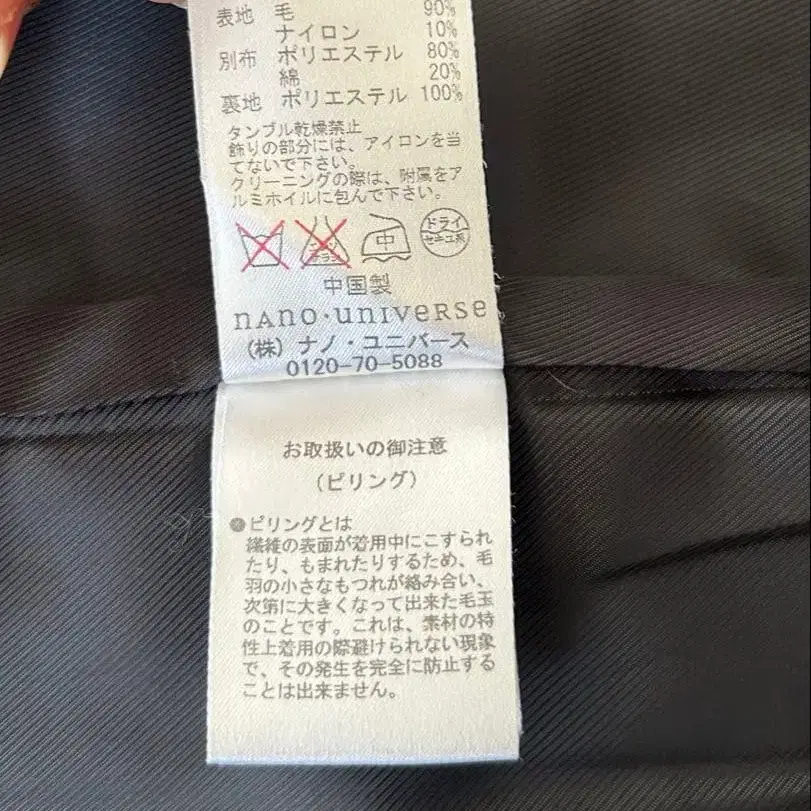 表地 毛 90%
ナイロン 10%
別布 ポリエステル 80%
綿 20%
裏地 ポリエステル 100%
タンブル乾燥禁止
飾りの部分には、アイロンを当
てないで下さい。
クリーニングの際は、附属をア
ルミホイルに包んで下さい。
エンソ
サラシ
中
ドライ
セキユ系
中国製
nano・universe
(株) ナノ・ユニバース
0120-70-5088
お取扱いの御注意
(ピリング)
●ピリングとは
繊維の表面が着用中にこすられ
たり、もまれたりするため、毛
羽の小さなもつれが絡み合い、
次第に大きくなって出来た毛玉
のことです。これは、素材の特
性上着用の際避けられない現象
で、その発生を完全に防止する
ことは出来ません。